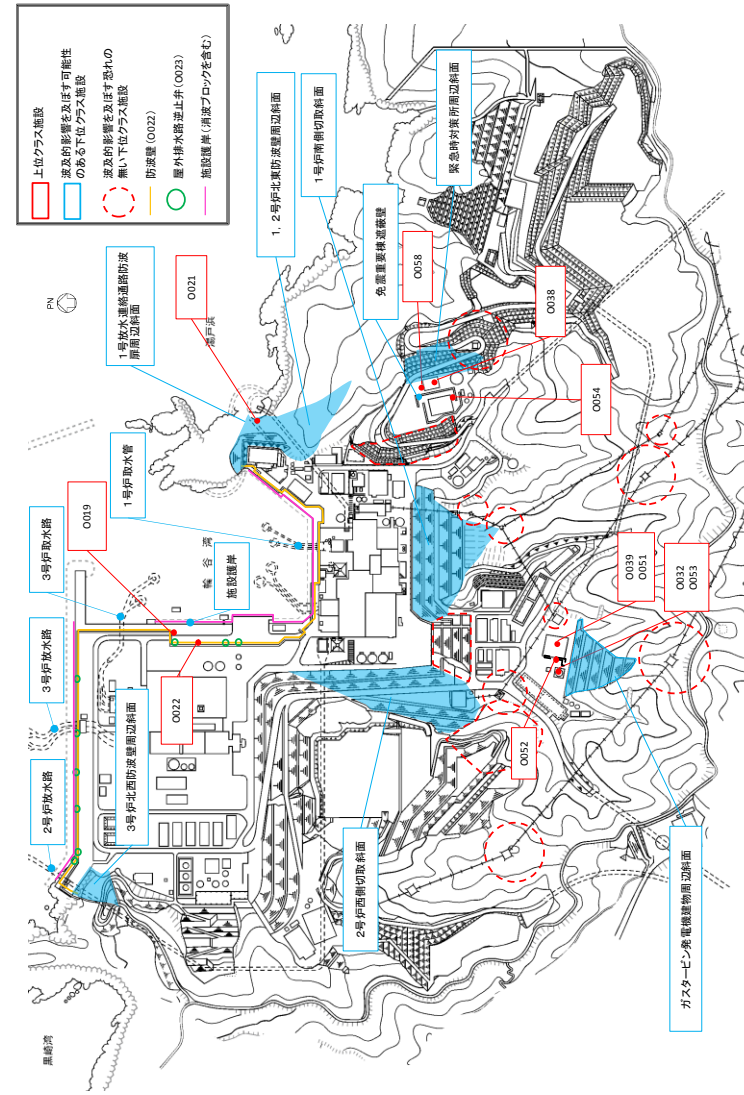 上位クラス施設
波及的影響を及ぼす可能性
のある下位クラス施設
波及的影響を及ぼす恐れの
無い下位クラス施設
防波壁(O022)
屋外排水路逆止弁(O023)
施設護岸(消波ブロックを含む)
PN
黒崎湾
2号炉放水路
3号炉放水路
3号炉取水路
O019
1号炉取水管
1号放水連絡通路防波
扉周辺斜面
O021
1，2号炉北東防波壁周辺斜面
1号炉南側切取斜面
免震重要棟遮蔽壁
O058
緊急時対策所周辺斜面
O038
O054
輪谷湾
施設護岸
3号炉北西防波壁周辺斜面
O022
2号炉西側切取斜面
O052
O039
O051
O032
O053
ガスタービン発電機建物周辺斜面